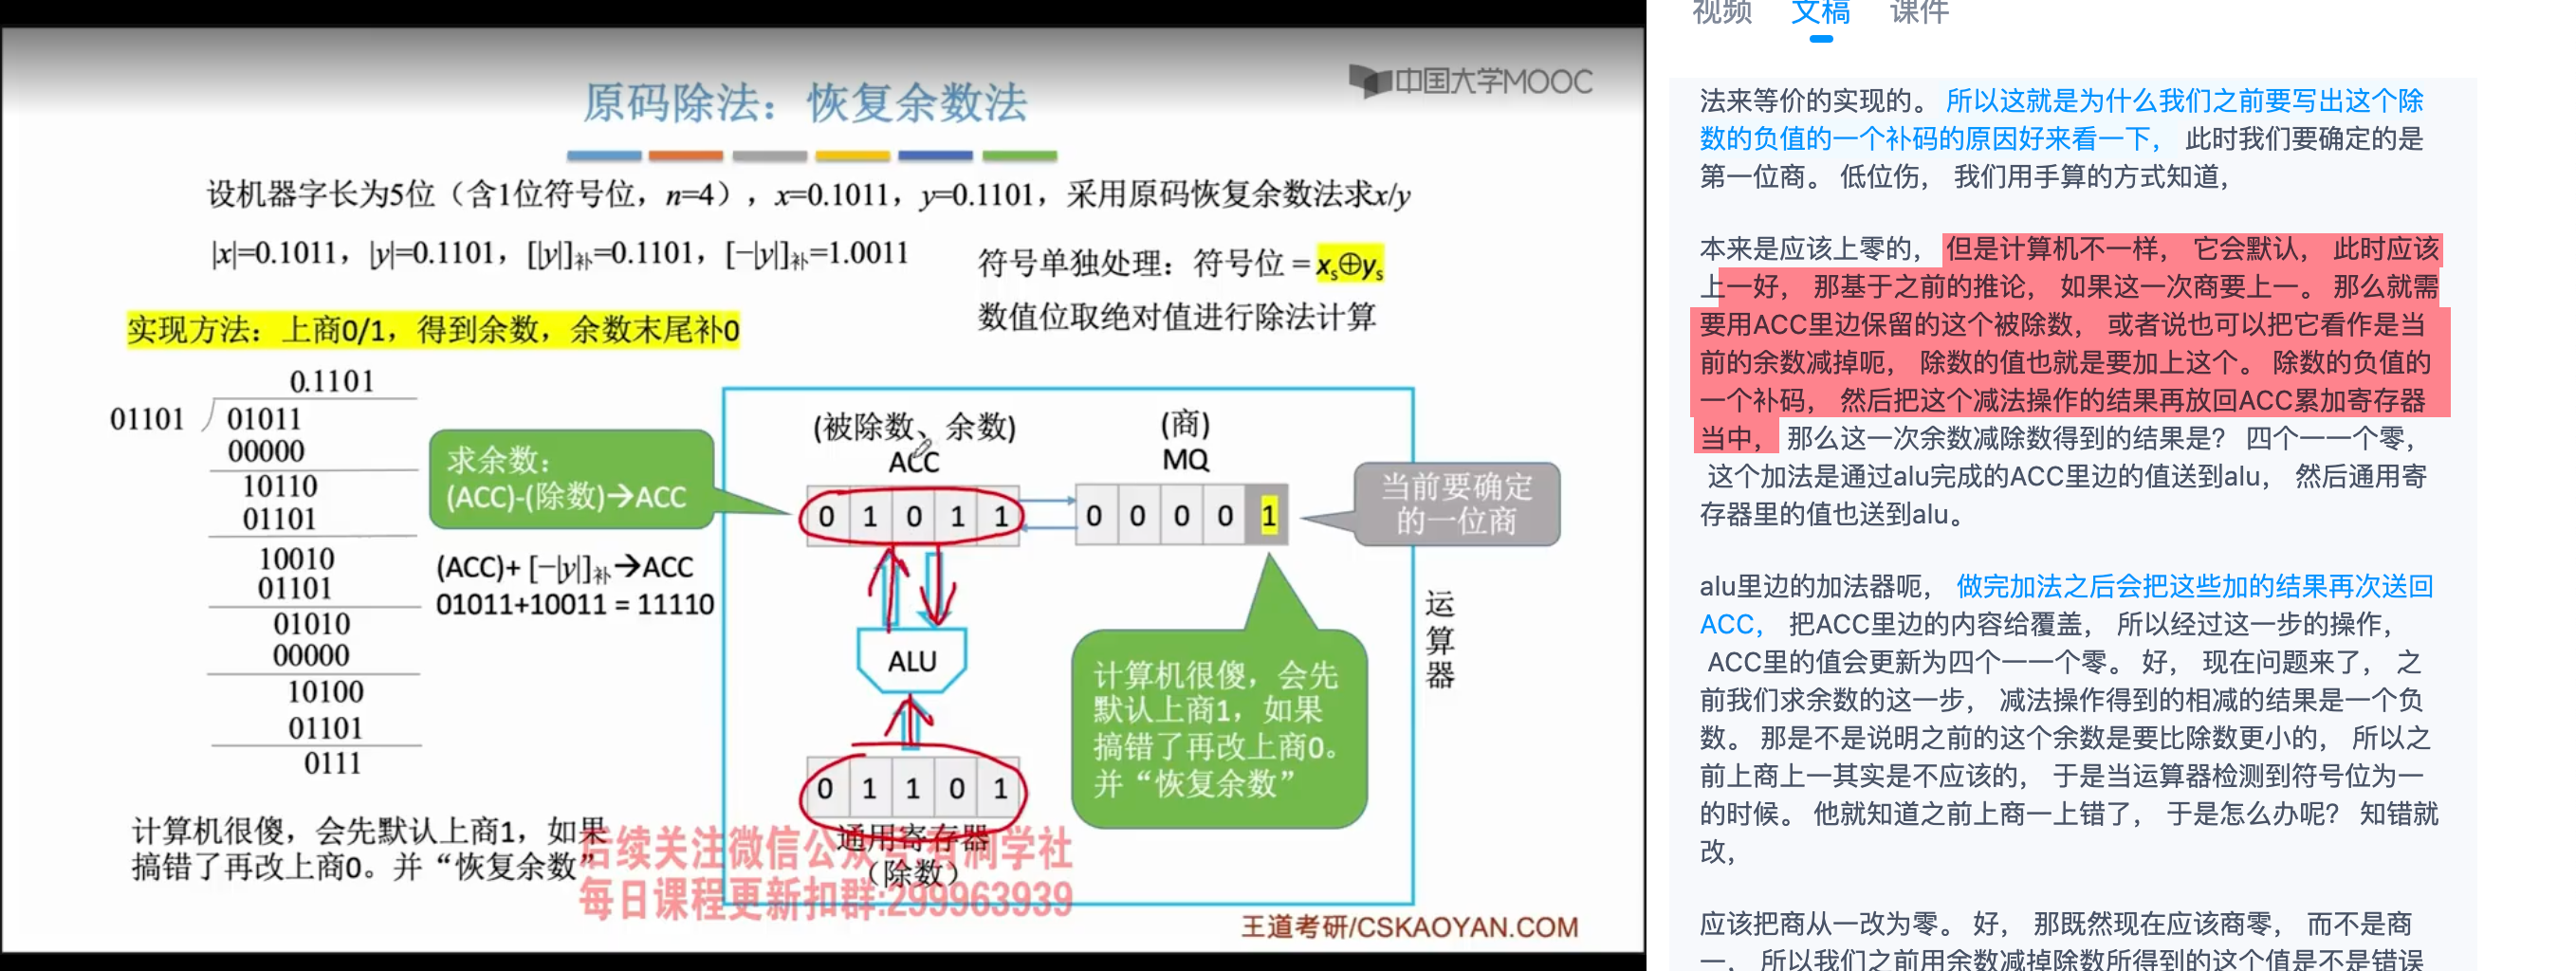 中国大学MOOC
原码除法：恢复余数法
设机器字长为5位（含1位符号位，n=4），x=0.1011，y=0.1101，采用原码恢复余数法求x/y
|x|=0.1011，|y|=0.1101，[|y|]补=0.1101，[−|y|]补=1.0011
符号单独处理：符号位 = xs⊕ys
数值位取绝对值进行除法计算
实现方法：上商0/1，得到余数，余数末尾补0
0.1101
01101
01011
00000
10110
01101
10010
01101
01010
00000
10100
01101
0111
求余数：
(ACC)-(除数)→ACC
(ACC)+ [−|y|]补→ACC
01011+10011 = 11110
(被除数、余数)
ACC
0 1 0 1 1
(商)
MQ
0 0 0 0 1
当前要确定
的一位商
ALU
0 1 1 0 1
通用寄存器
（除数）
运
算
器
计算机很傻，会先
默认上商1，如果
搞错了再改上商0。
并“恢复余数”
计算机很傻，会先默认上商1，如果
搞错了再改上商0。并“恢复余数”
每日课程更新扣群:299963939
王道考研/CSKAOYAN.COM
视频 文稿 课件
法来等价的实现的。 所以这就是为什么我们之前要写出这个除
数的负值的一个补码的原因好来看一下， 此时我们要确定的是
第一位商。 低位伤， 我们用手算的方式知道，
本来是应该上零的， 但是计算机不一样， 它会默认， 此时应该
上一好， 那基于之前的推论， 如果这一次商要上一。 那么就需
要用ACC里边保留的这个被除数， 或者说也可以把它看作是当
前的余数减掉呃， 除数的值也就是要加上这个。 除数的负值的
一个补码， 然后把这个减法操作的结果再放回ACC累加寄存器
当中， 那么这一次余数减除数得到的结果是？ 四个一一个零，
这个加法是通过alu完成的ACC里边的值送到alu， 然后通用寄
存器里的值也送到alu。
alu里边的加法器呃， 做完加法之后会把这些加的结果再次送回
ACC， 把ACC里边的内容给覆盖， 所以经过这一步的操作，
ACC里的值会更新为四个一一个零。 好， 现在问题来了， 之
前我们求余数的这一步， 减法操作得到的相减的结果是一个负
数。 那是不是说明之前的这个余数是要比除数更小的， 所以之
前上商上一其实是不应该的， 于是当运算器检测到符号位为一
的时候。 他就知道之前上商一上错了， 于是怎么办呢？ 知错就
改，
应该把商从一改为零。 好， 那既然现在应该商零， 而不是商
一， 所以我们之前用余数减掉除数所得到的这个值是不是错误